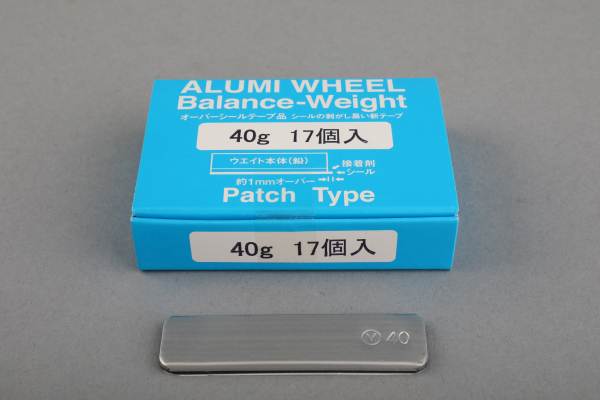 ALUMI WHEEL
Balance-Weight
オーバーシールテープ品 シールの剥がし易い新テープ
40g 17個入
ウエイト本体(鉛)
接着剤
シール
約1mmオーバー
Patch Type
40g 17個入
Y 40